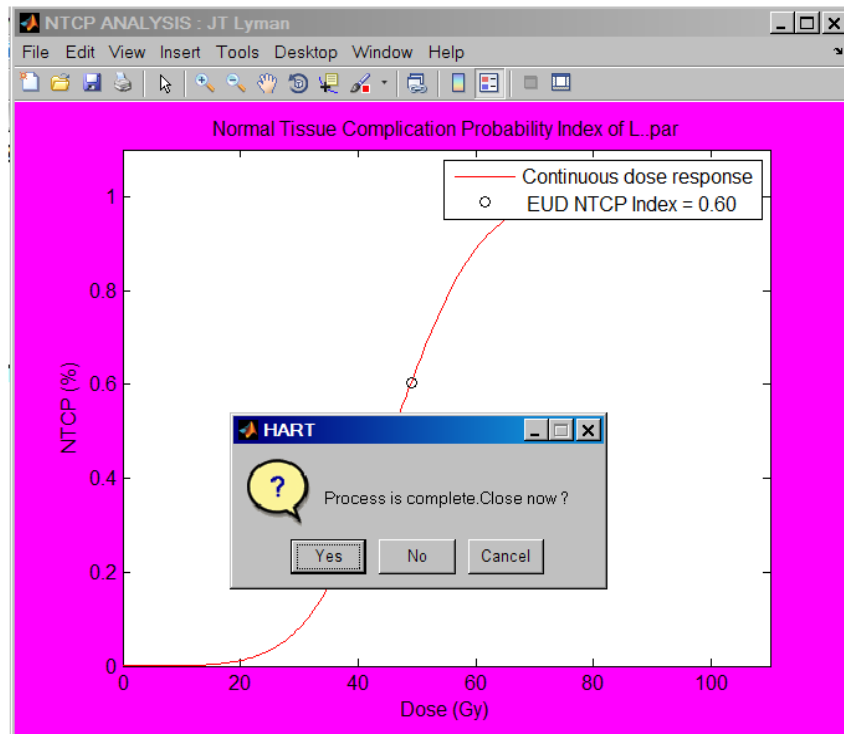 NTCP ANALYSIS : JT Lyman
File Edit View Insert Tools Desktop Window Help
Normal Tissue Complication Probability Index of L..par
Continuous dose response
EUD NTCP Index = 0.60
1
0.8
0.6
0.4
0.2
0
NTCP (%)
HART
?
Process is complete.Close now ?
Yes No Cancel
0 20 40 60 80 100
Dose (Gy)